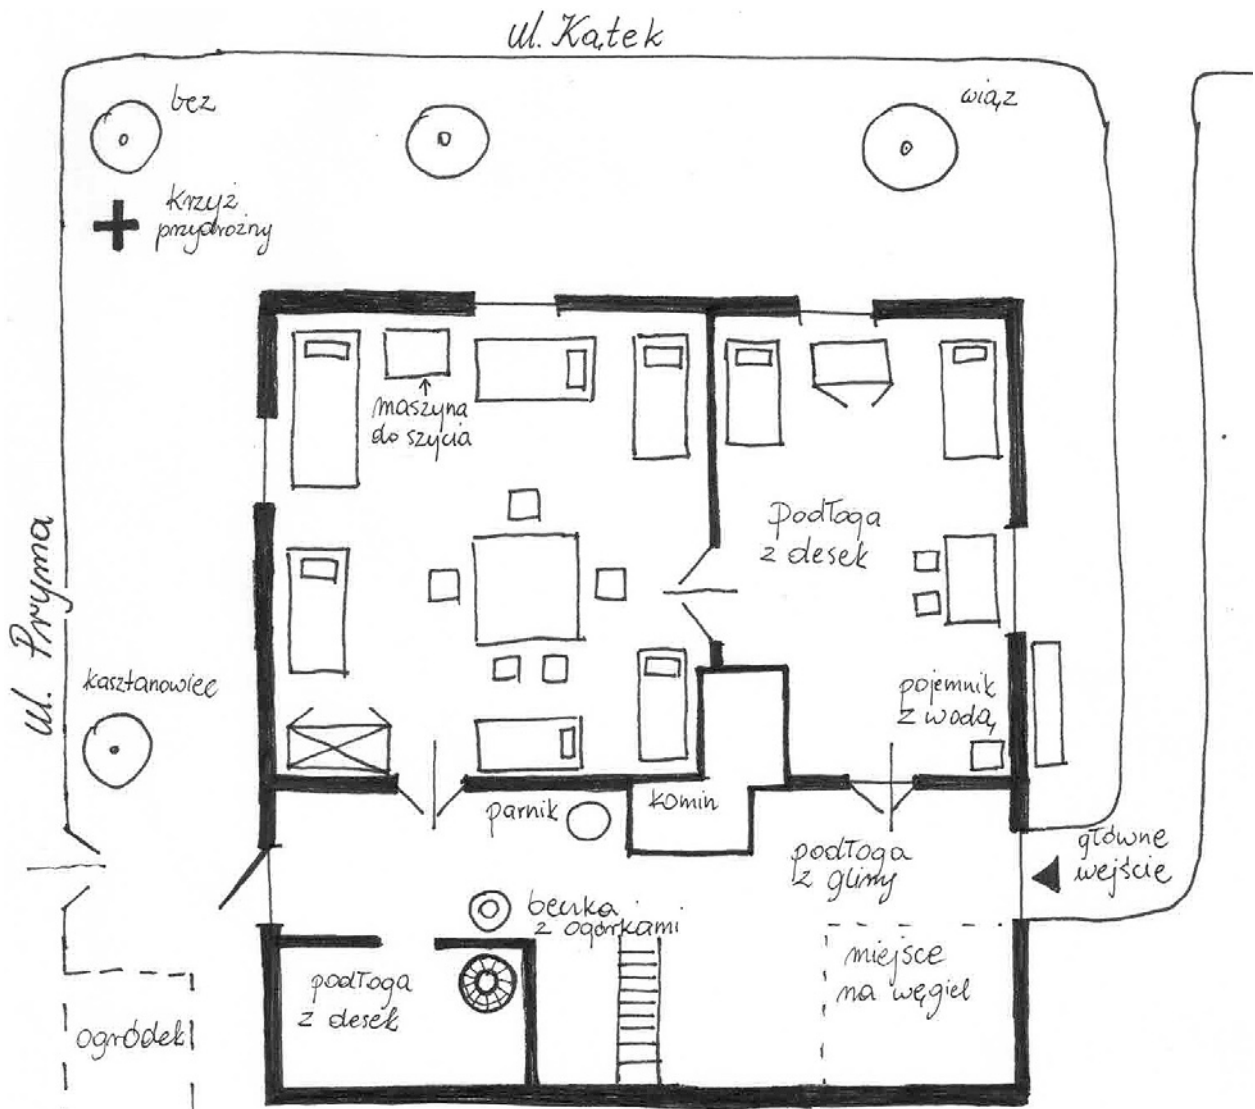 ul. Kątek
bez
wiąz
krzyż
przydrożny
maszyna
do szycia
podłoga
z desek
ul. Pryma
kasztanowiec
pojemnik
z wodą
parnik
komin
podłoga
z gliny
główne
wejście
beczka
z ogórkami
miejsce
na węgiel
podłoga
z desek
ogródek